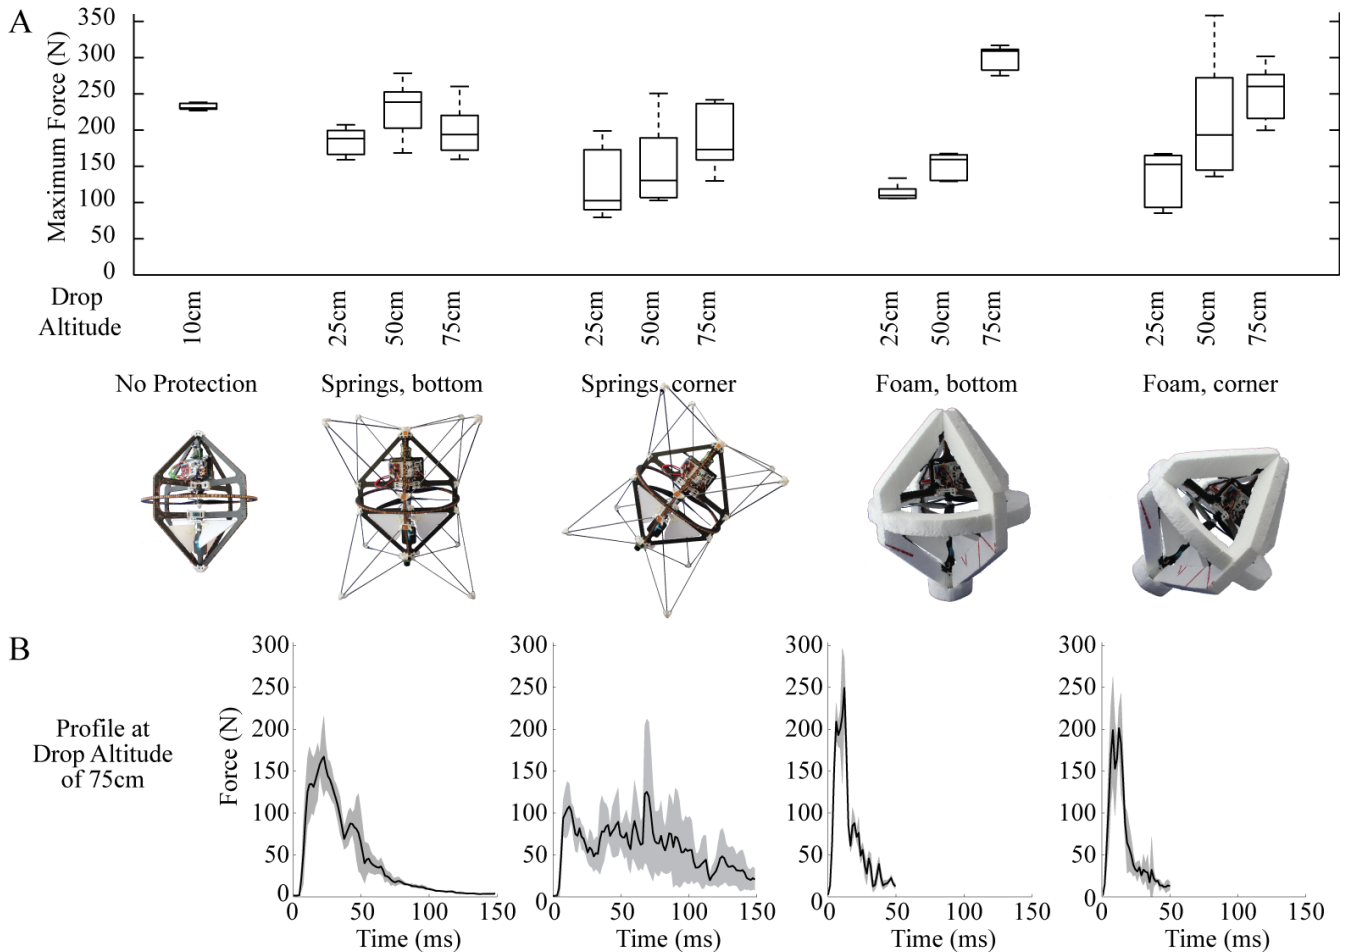 A
Maximum Force (N)
350
300
250
200
150
100
50
0
Drop
Altitude
10cm
25cm
50cm
75cm
25cm
50cm
75cm
25cm
50cm
75cm
25cm
50cm
75cm
No Protection
Springs, bottom
Springs, corner
Foam, bottom
Foam, corner
B
Profile at
Drop Altitude
of 75cm
Force (N)
300
250
200
150
100
50
0
0
50
100
150
Time (ms)
300
250
200
150
100
50
0
0
50
100
150
Time (ms)
300
250
200
150
100
50
0
0
50
100
150
Time (ms)
300
250
200
150
100
50
0
0
50
100
150
Time (ms)